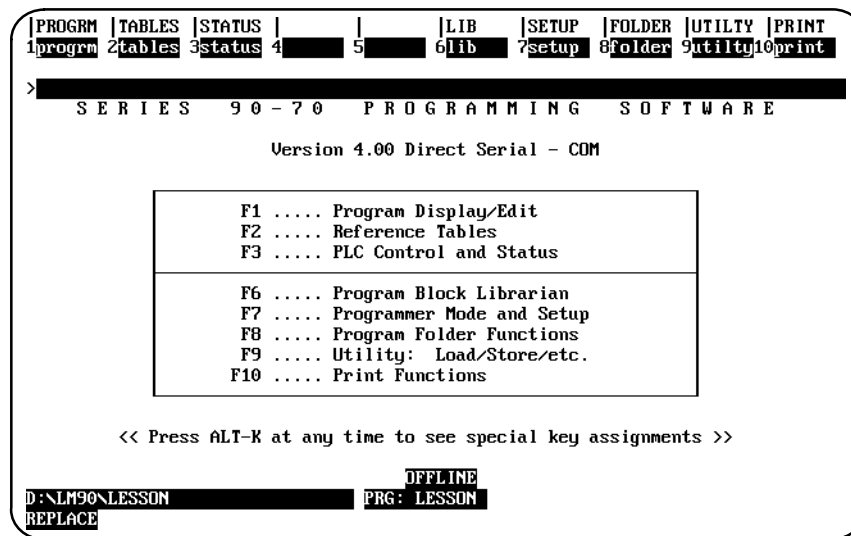 |PROGRM |TABLES |STATUS | | |LIB |SETUP |FOLDER |UTILTY |PRINT
1progrm 2tables 3status 4 5 6lib 7setup 8folder 9utilty10print
>
S E R I E S 9 0 - 7 0 P R O G R A M M I N G S O F T W A R E
Version 4.00 Direct Serial - COM
F1 ..... Program Display/Edit
F2 ..... Reference Tables
F3 ..... PLC Control and Status
F6 ..... Program Block Librarian
F7 ..... Programmer Mode and Setup
F8 ..... Program Folder Functions
F9 ..... Utility: Load/Store/etc.
F10 ..... Print Functions
<< Press ALT-K at any time to see special key assignments >>
OFFLINE
D:\LM90\LESSON PRG: LESSON
REPLACE